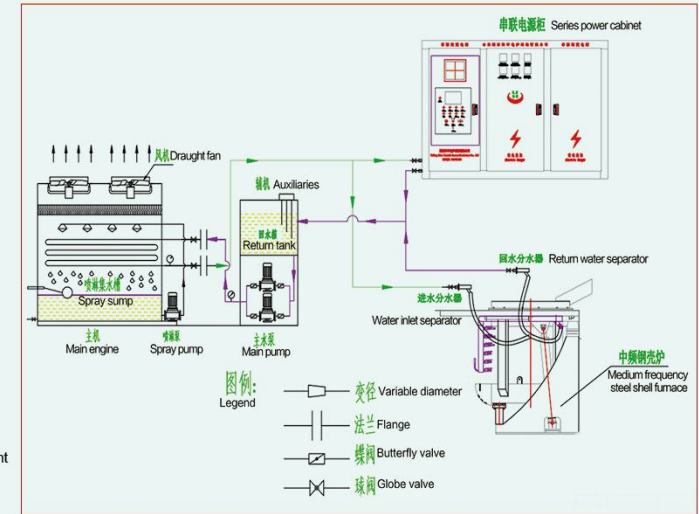 串联电源柜 Series power cabinet
风机 Draught fan
辅机 Auxiliaries
回水箱
Return tank
回水分水器 Return water separator
喷淋集水槽
Spray sump
进水分水器
Water inlet separator
主机
Main engine
喷淋泵
Spray pump
主水泵
Main pump
中频钢壳炉
Medium frequency
steel shell furnace
图例:
Legend
变径 Variable diameter
法兰 Flange
蝶阀 Butterfly valve
球阀 Globe valve
nt